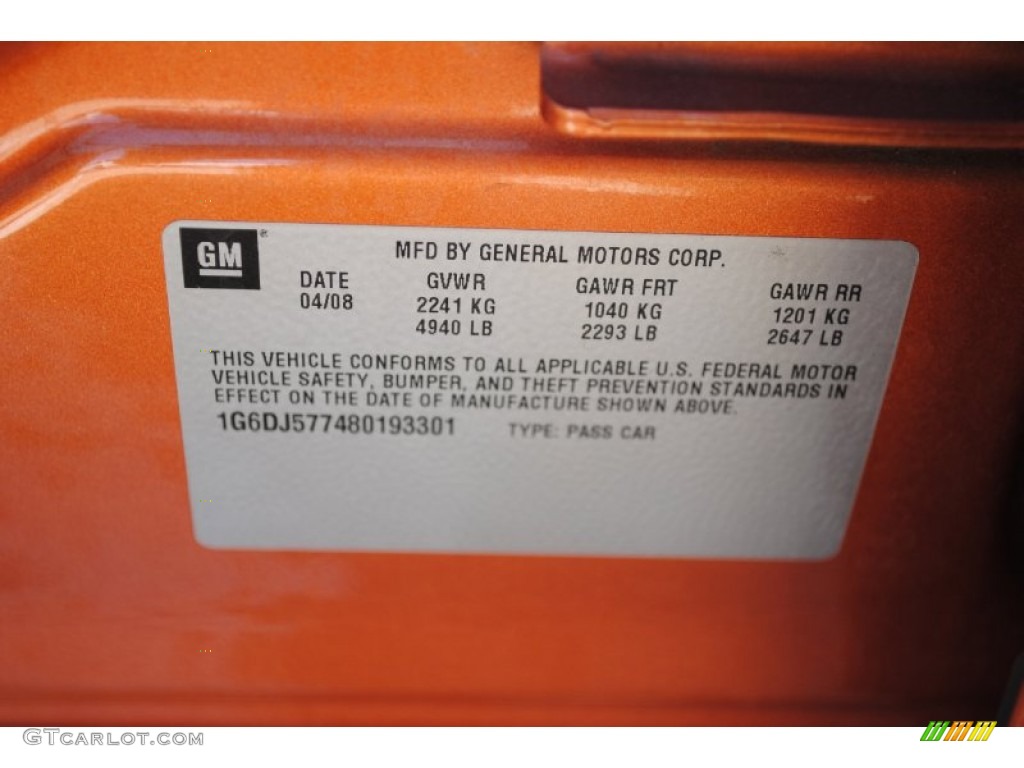 GM
MFD BY GENERAL MOTORS CORP.
DATE GVWR GAWR FRT GAWR RR
04/08 2241 KG 1040 KG 1201 KG
4940 LB 2293 LB 2647 LB
THIS VEHICLE CONFORMS TO ALL APPLICABLE U.S. FEDERAL MOTOR
VEHICLE SAFETY, BUMPER, AND THEFT PREVENTION STANDARDS IN
EFFECT ON THE DATE OF MANUFACTURE SHOWN ABOVE.
1G6DJ577480193301 TYPE: PASS CAR
GTCarlot.com